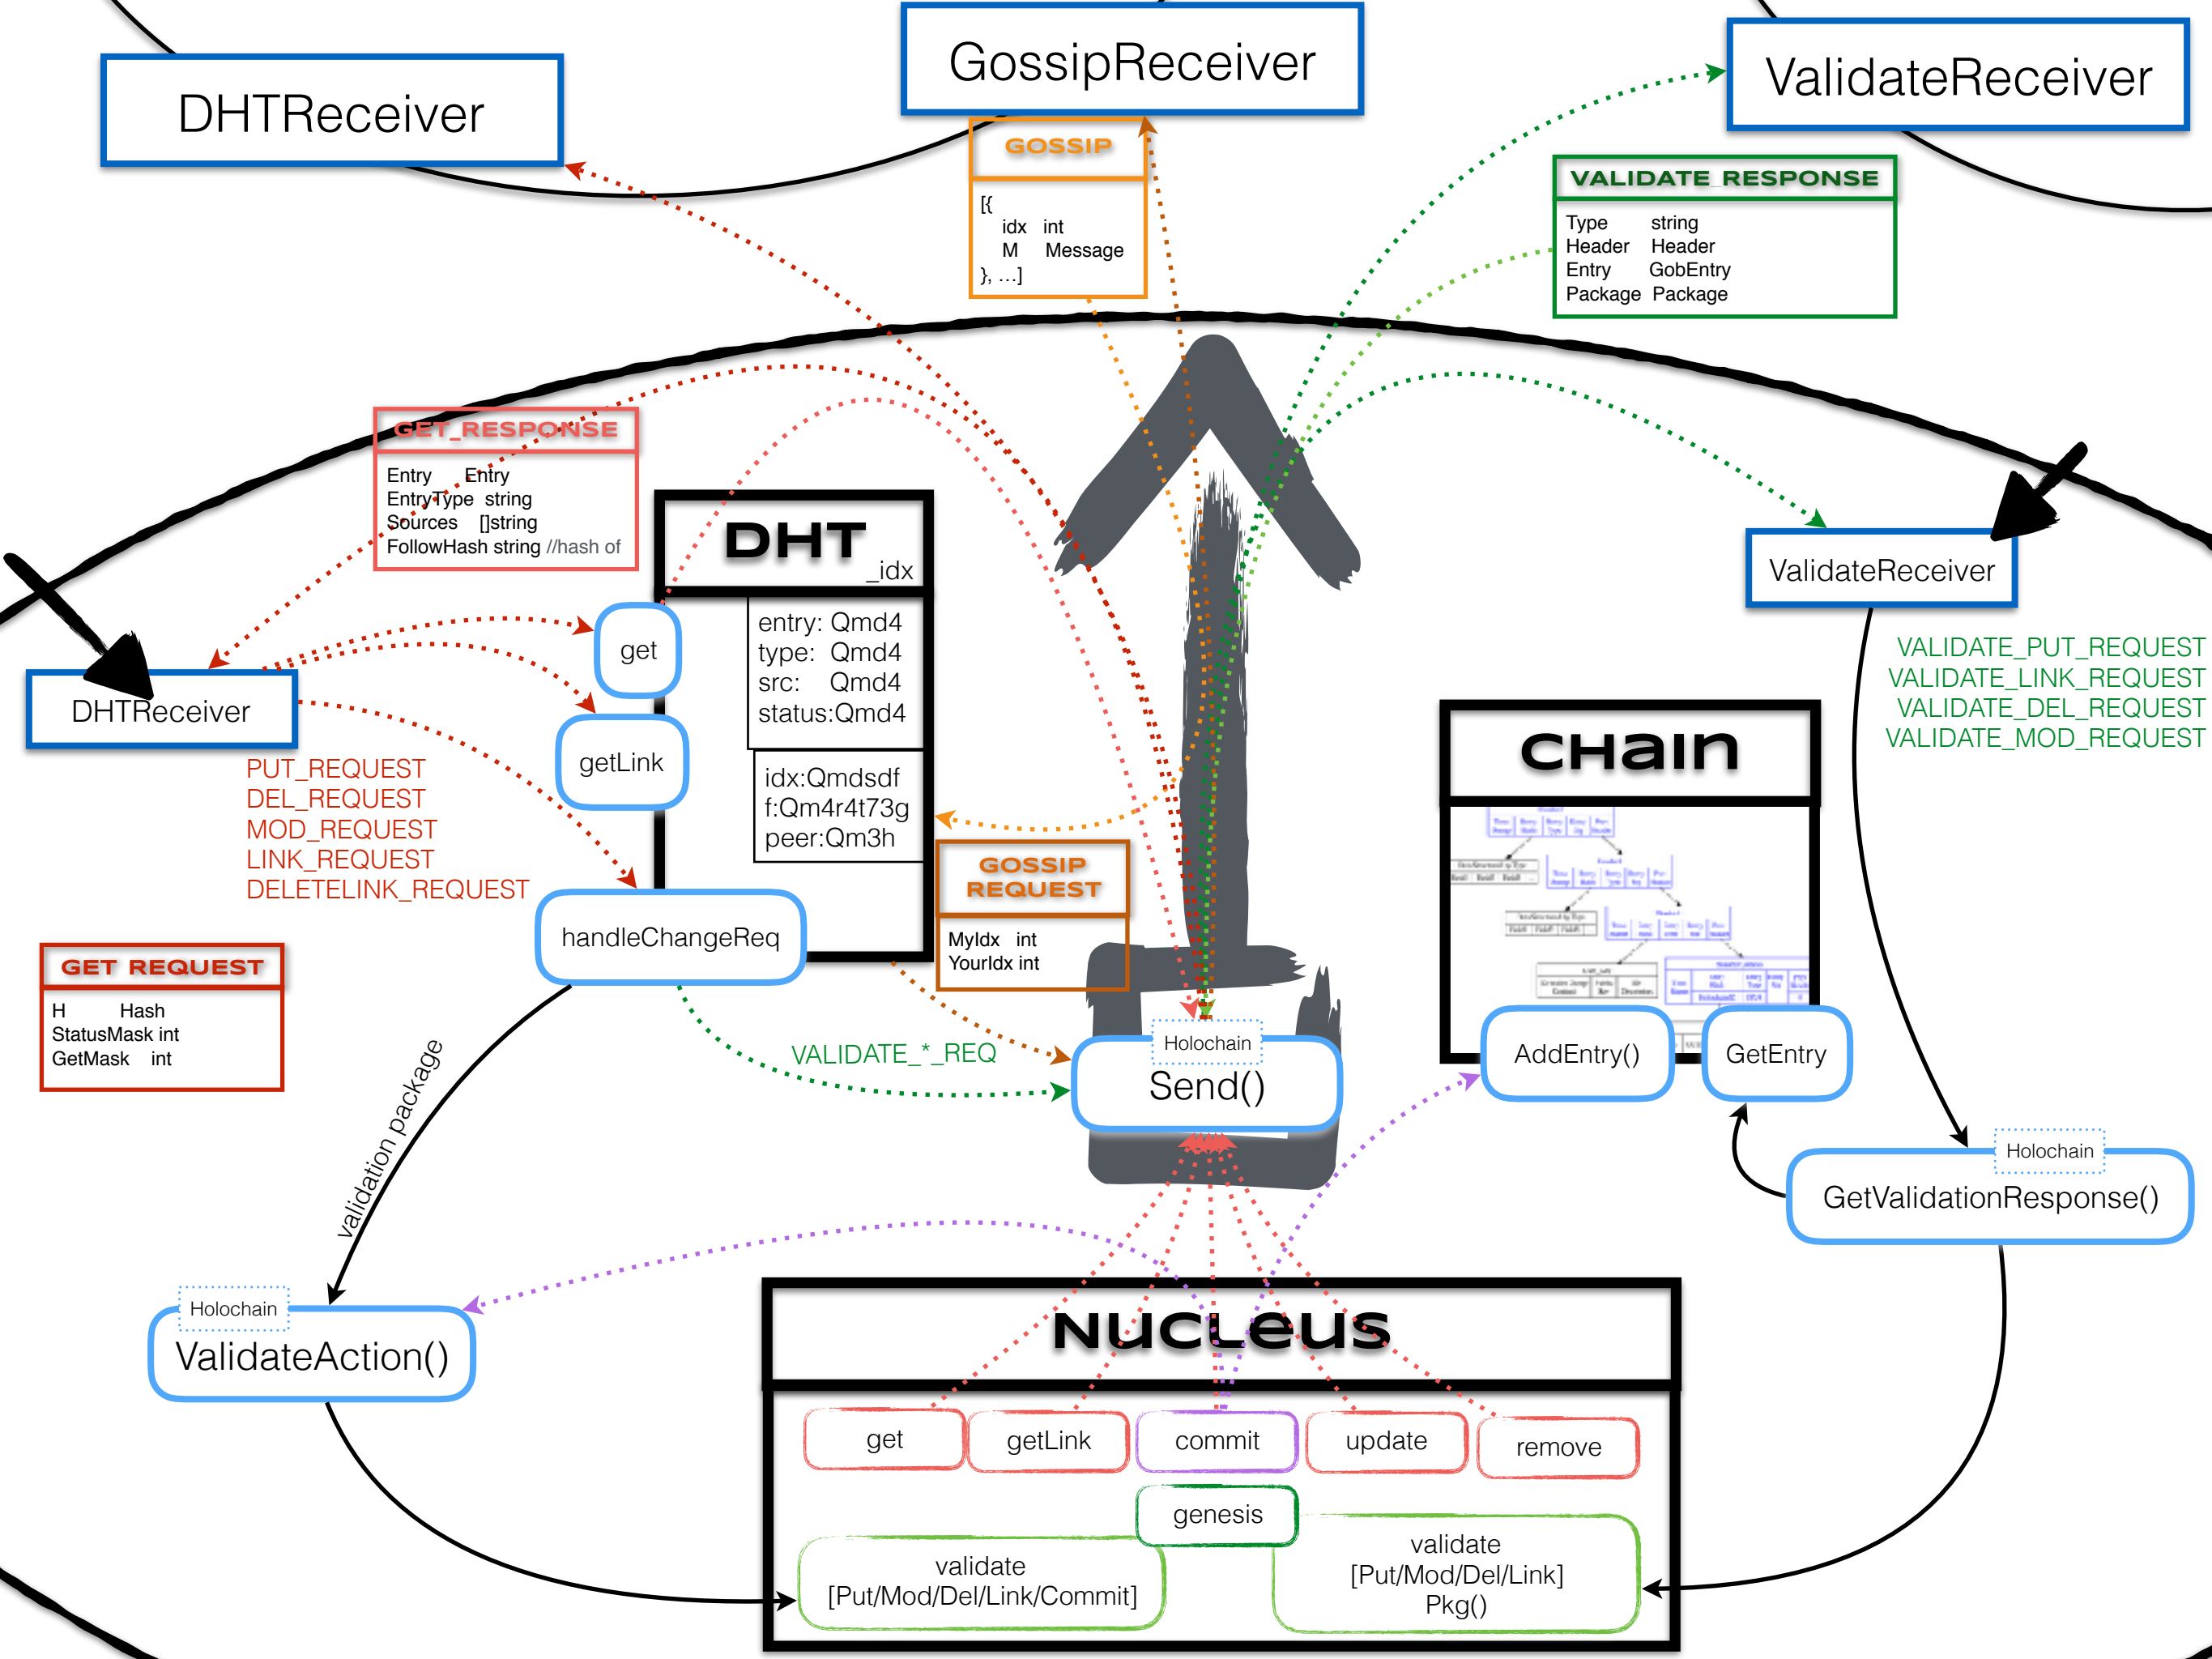 DHTReceiver
GossipReceiver
ValidateReceiver
GOSSIP
[{
idx int
M Message
}, ...]
VALIDATE_RESPONSE
Type string
Header Header
Entry GobEntry
Package Package
GET_RESPONSE
Entry Entry
EntryType string
Sources []string
FollowHash string //hash of
DHT
_idx
entry: Qmd4
type: Qmd4
src: Qmd4
status:Qmd4
idx:Qmdsdf
f:Qm4r4t73g
peer:Qm3h
get
getLink
handleChangeReq
DHTReceiver
PUT_REQUEST
DEL_REQUEST
MOD_REQUEST
LINK_REQUEST
DELETELINK_REQUEST
GET REQUEST
H Hash
StatusMask int
GetMask int
GOSSIP
REQUEST
MyIdx int
YourIdx int
ValidateReceiver
VALIDATE_PUT_REQUEST
VALIDATE_LINK_REQUEST
VALIDATE_DEL_REQUEST
VALIDATE_MOD_REQUEST
CHain
AddEntry()
GetEntry
VALIDATE_*_REQ
Holochain
Send()
validation package
Holochain
GetValidationResponse()
Holochain
ValidateAction()
NUCLeUS
get
getLink
commit
update
remove
genesis
validate
[Put/Mod/Del/Link/Commit]
validate
[Put/Mod/Del/Link]
Pkg()